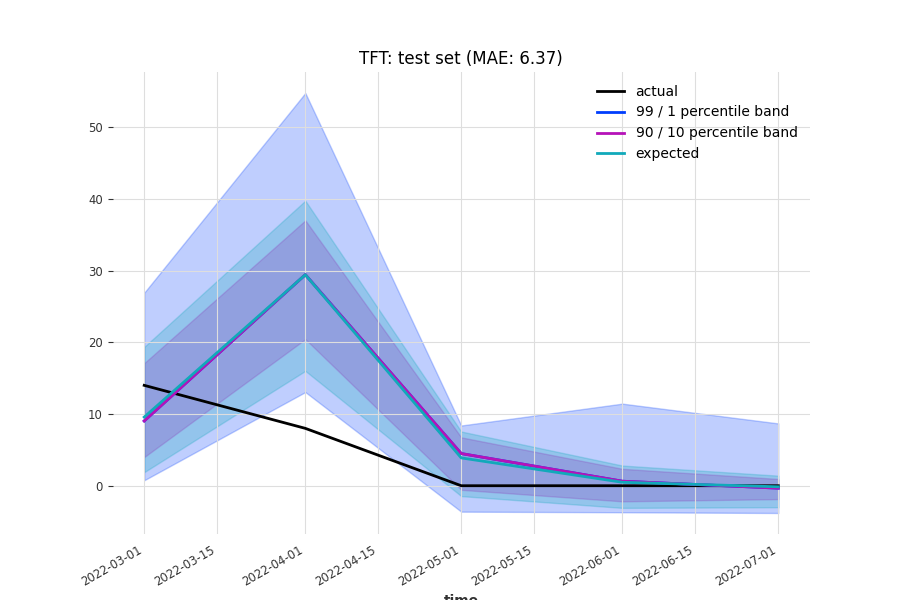 TFT: test set (MAE: 6.37)
actual
99 / 1 percentile band
90 / 10 percentile band
expected
50
40
30
20
10
0
2022-03-01
2022-03-15
2022-04-01
2022-04-15
2022-05-01
2022-05-15
2022-06-01
2022-06-15
2022-07-01
time